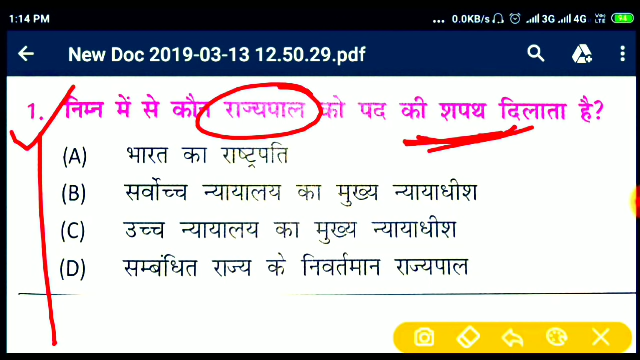 1:14 PM ... 0.0KB/s 3G 4G VoLTE
New Doc 2019-03-13 12.50.29.pdf
1. निम्न में से कौन राज्यपाल को पद की शपथ दिलाता है?
(A) भारत का राष्ट्रपति
(B) सर्वोच्च न्यायालय का मुख्य न्यायाधीश
(C) उच्च न्यायालय का मुख्य न्यायाधीश
(D) सम्बंधित राज्य के निवर्तमान राज्यपाल